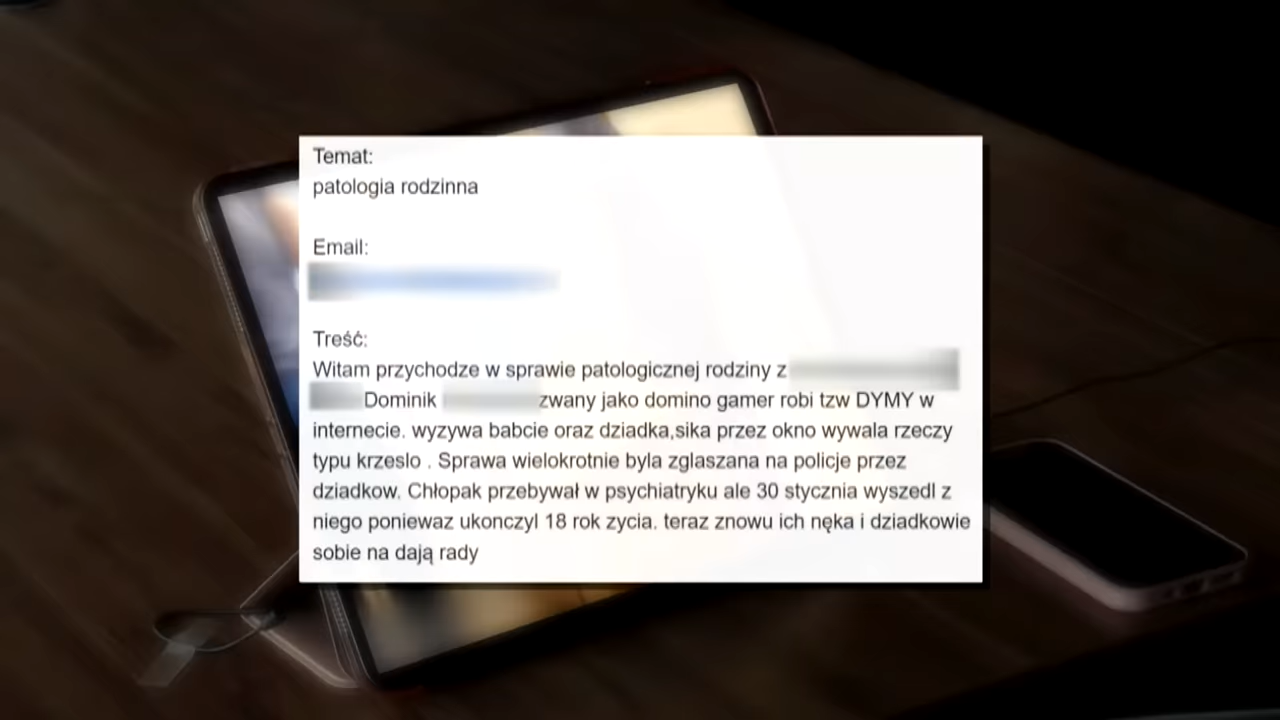 Temat:
patologia rodzinna
Email:
Treść:
Witam przychodze w sprawie patologicznej rodziny z
Dominik zwany jako domino gamer robi tzw DYMY w
internecie. wyzywa babcie oraz dziadka,sika przez okno wywala rzeczy
typu krzeslo . Sprawa wielokrotnie byla zglaszana na policje przez
dziadkow. Chłopak przebywał w psychiatryku ale 30 stycznia wyszedl z
niego poniewaz ukonczyl 18 rok zycia. teraz znowu ich nęka i dziadkowie
sobie na dają rady